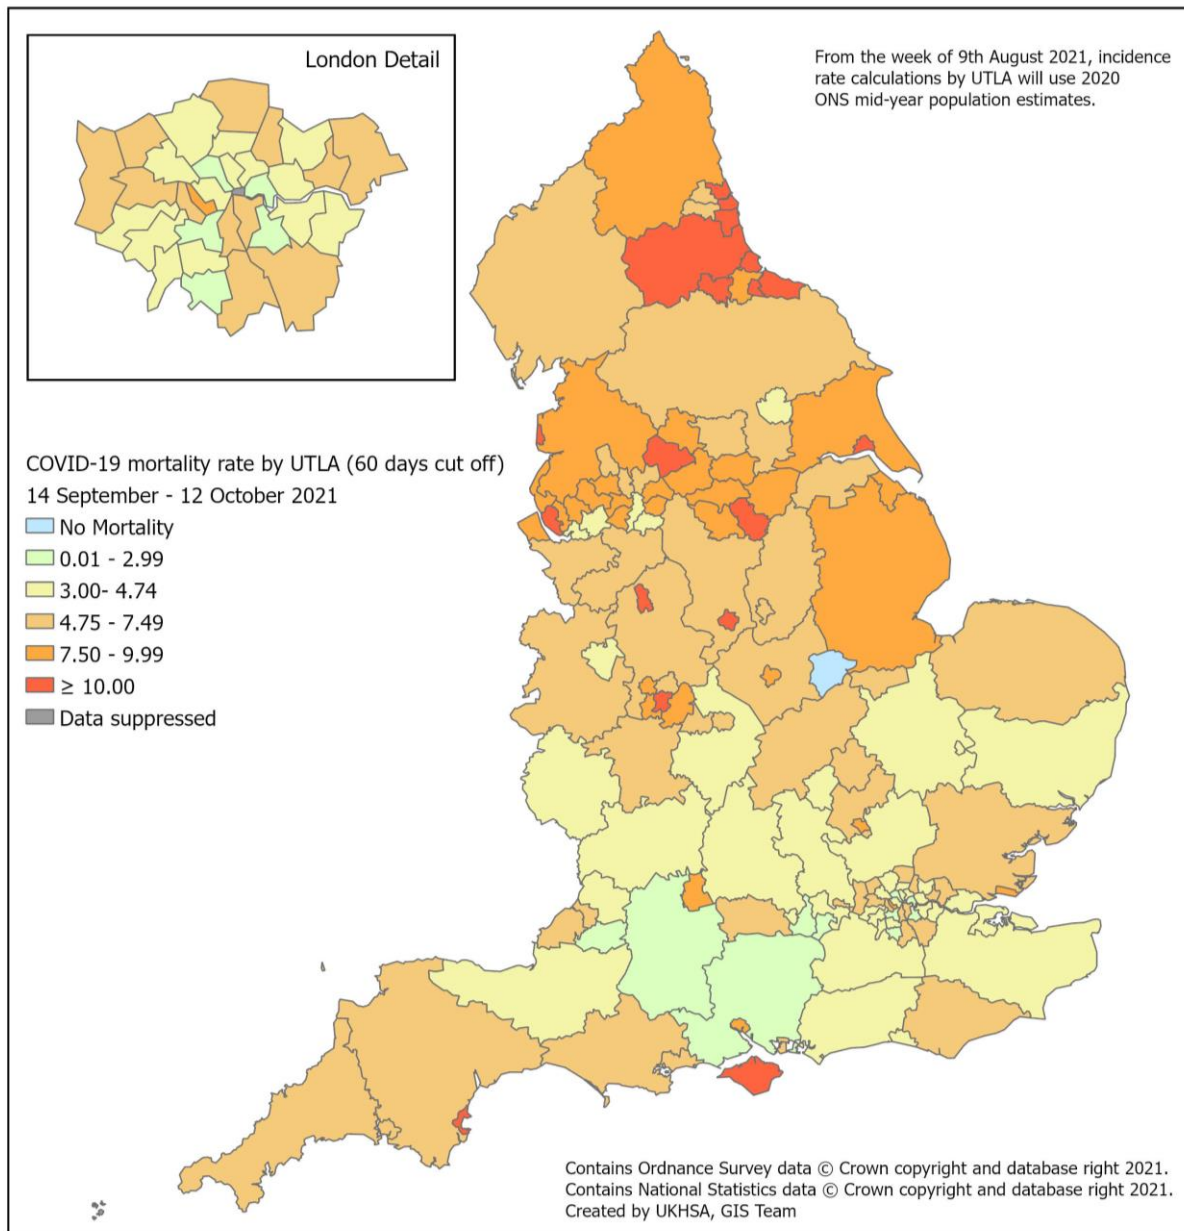 London Detail
From the week of 9th August 2021, incidence
rate calculations by UTLA will use 2020
ONS mid-year population estimates.
COVID-19 mortality rate by UTLA (60 days cut off)
14 September - 12 October 2021
No Mortality
0.01 - 2.99
3.00- 4.74
4.75 - 7.49
7.50 - 9.99
≥ 10.00
Data suppressed
Contains Ordnance Survey data © Crown copyright and database right 2021.
Contains National Statistics data © Crown copyright and database right 2021.
Created by UKHSA, GIS Team